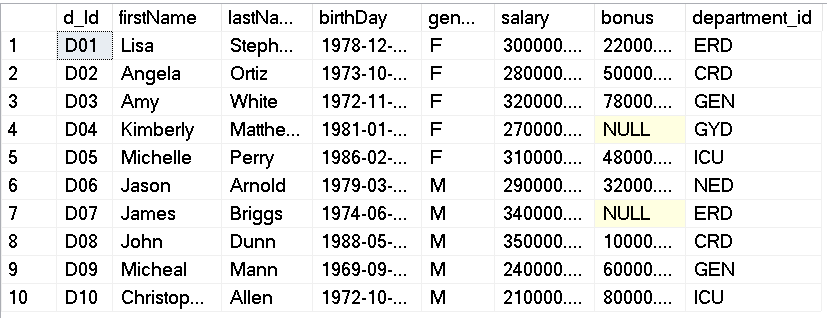 d_Id firstName lastNa... birthDay gen... salary bonus department_id
1 D01 Lisa Steph... 1978-12-... F 300000.... 22000.... ERD
2 D02 Angela Ortiz 1973-10-... F 280000.... 50000.... CRD
3 D03 Amy White 1972-11-... F 320000.... 78000.... GEN
4 D04 Kimberly Matthe... 1981-01-... F 270000.... NULL GYD
5 D05 Michelle Perry 1986-02-... F 310000.... 48000.... ICU
6 D06 Jason Arnold 1979-03-... M 290000.... 32000.... NED
7 D07 James Briggs 1974-06-... M 340000.... NULL ERD
8 D08 John Dunn 1988-05-... M 350000.... 10000.... CRD
9 D09 Micheal Mann 1969-09-... M 240000.... 60000.... GEN
10 D10 Christop... Allen 1972-10-... M 210000.... 80000.... ICU